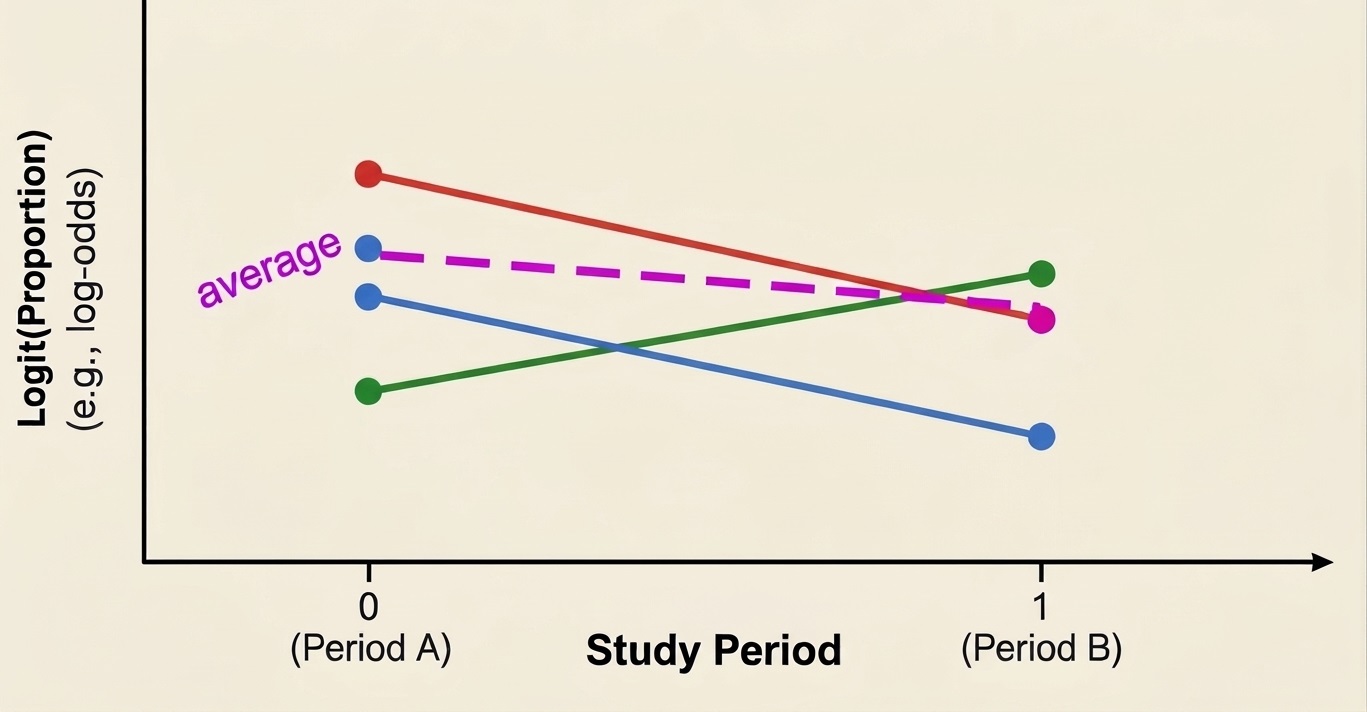 Logit(Proportion)
(e.g., log-odds)
average
0
1
(Period A)
Study Period
(Period B)